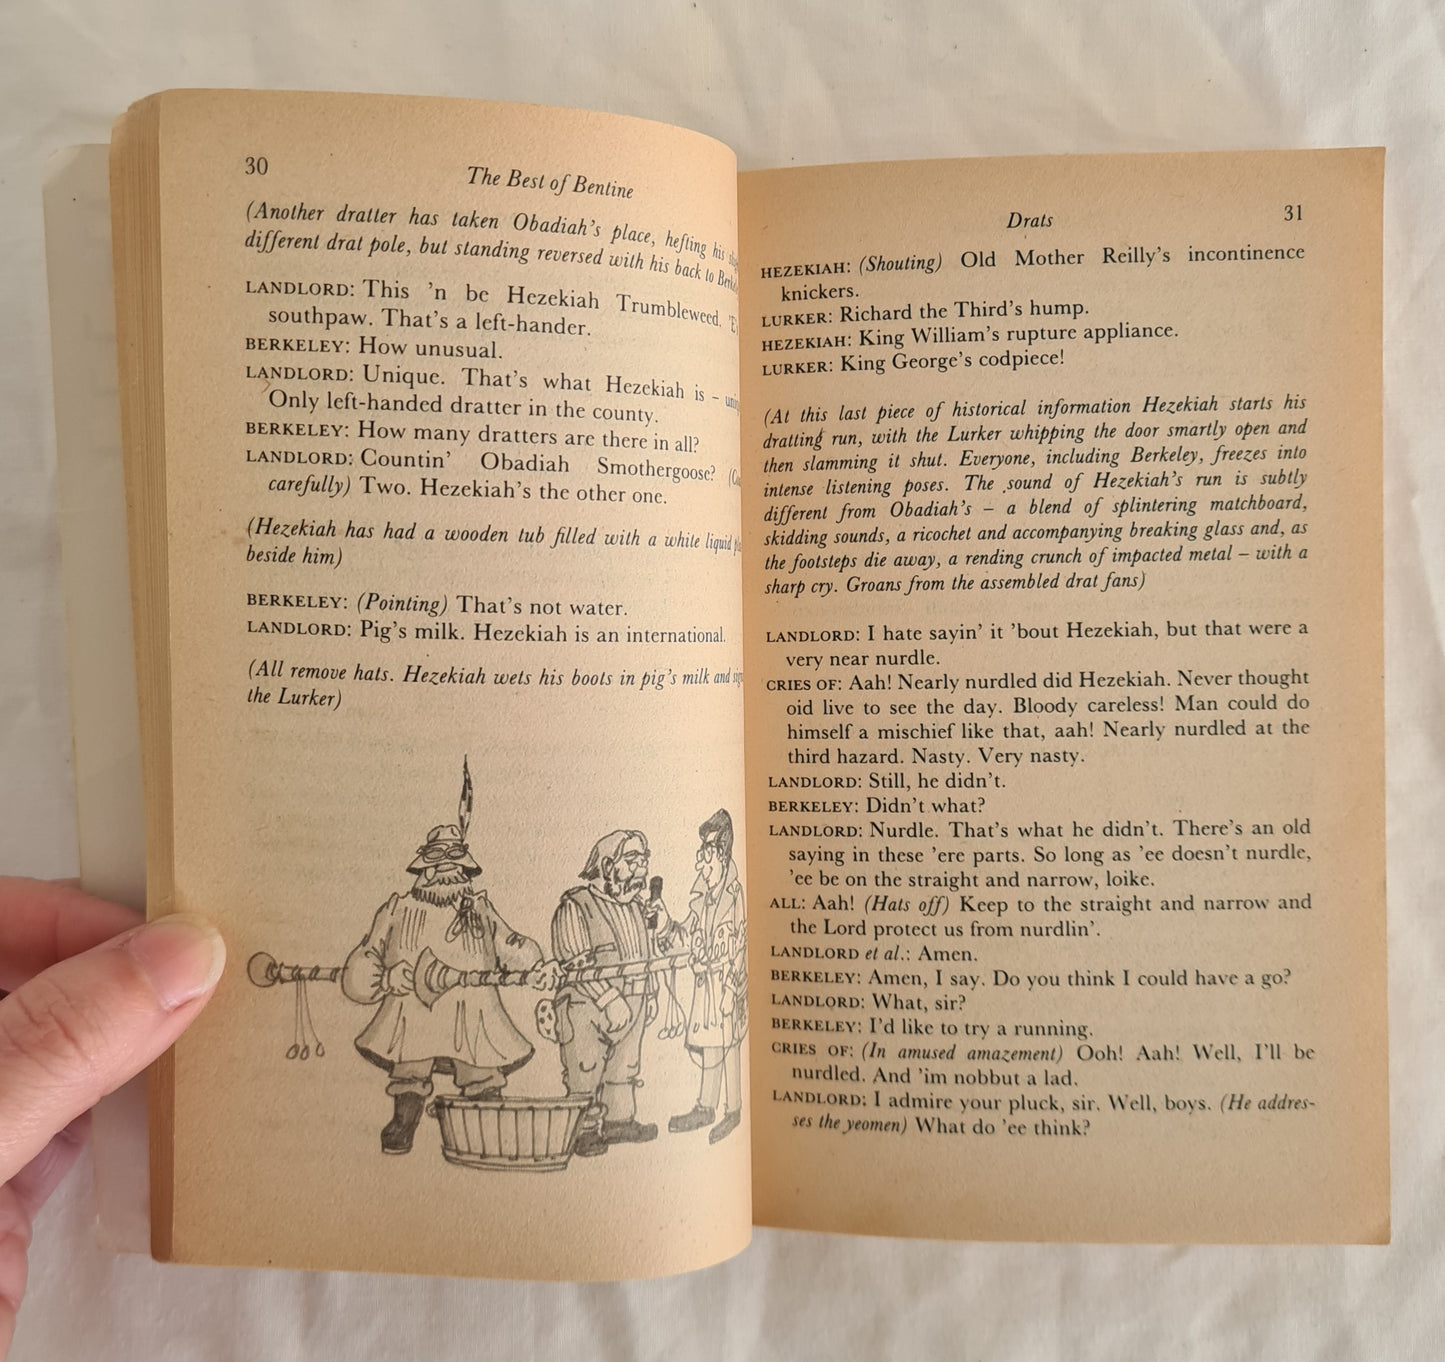 30
The Best of Bentine
(Another dratter has taken Obadiah's place, hefting his
different drat pole, but standing reversed with his back to
LANDLORD: This 'n be Hezekiah Trumbleweed.
southpaw. That's a left-hander.
BERKELEY: How unusual.
LANDLORD: Unique. That's what Hezekiah is –
Only left-handed dratter in the county.
BERKELEY: How many dratters are there in all?
LANDLORD: Countin' Obadiah Smothergoose?
carefully) Two. Hezekiah's the other one.
(Hezekiah has had a wooden tub filled with a white liquid
beside him)
BERKELEY: (Pointing) That's not water.
LANDLORD: Pig's milk. Hezekiah is an international.
(All remove hats. Hezekiah wets his boots in pig's milk and
the Lurker)
Drats
31
HEZEKIAH: (Shouting) Old Mother Reilly's incontinence
knickers.
LURKER: Richard the Third's hump.
HEZEKIAH: King William's rupture appliance.
LURKER: King George's codpiece!
(At this last piece of historical information Hezekiah starts his
dratting run, with the Lurker whipping the door smartly open and
then slamming it shut. Everyone, including Berkeley, freezes into
intense listening poses. The sound of Hezekiah's run is subtly
different from Obadiah's – a blend of splintering matchboard,
skidding sounds, a ricochet and accompanying breaking glass and, as
the footsteps die away, a rending crunch of impacted metal – with a
sharp cry. Groans from the assembled drat fans)
LANDLORD: I hate sayin' it 'bout Hezekiah, but that were a
very near nurdle.
CRIES OF: Aah! Nearly nurdled did Hezekiah. Never thought
oid live to see the day. Bloody careless! Man could do
himself a mischief like that, aah! Nearly nurdled at the
third hazard. Nasty. Very nasty.
LANDLORD: Still, he didn't.
BERKELEY: Didn't what?
LANDLORD: Nurdle. That's what he didn't. There's an old
saying in these 'ere parts. So long as 'ee doesn't nurdle,
'ee be on the straight and narrow, loike.
ALL: Aah! (Hats off) Keep to the straight and narrow and
the Lord protect us from nurdlin'.
LANDLORD et al.: Amen.
BERKELEY: Amen, I say. Do you think I could have a go?
LANDLORD: What, sir?
BERKELEY: I'd like to try a running.
CRIES OF: (In amused amazement) Ooh! Aah! Well, I'll be
nurdled. And 'im nobbut a lad.
LANDLORD: I admire your pluck, sir. Well, boys. (He addres-
ses the yeomen) What do 'ee think?